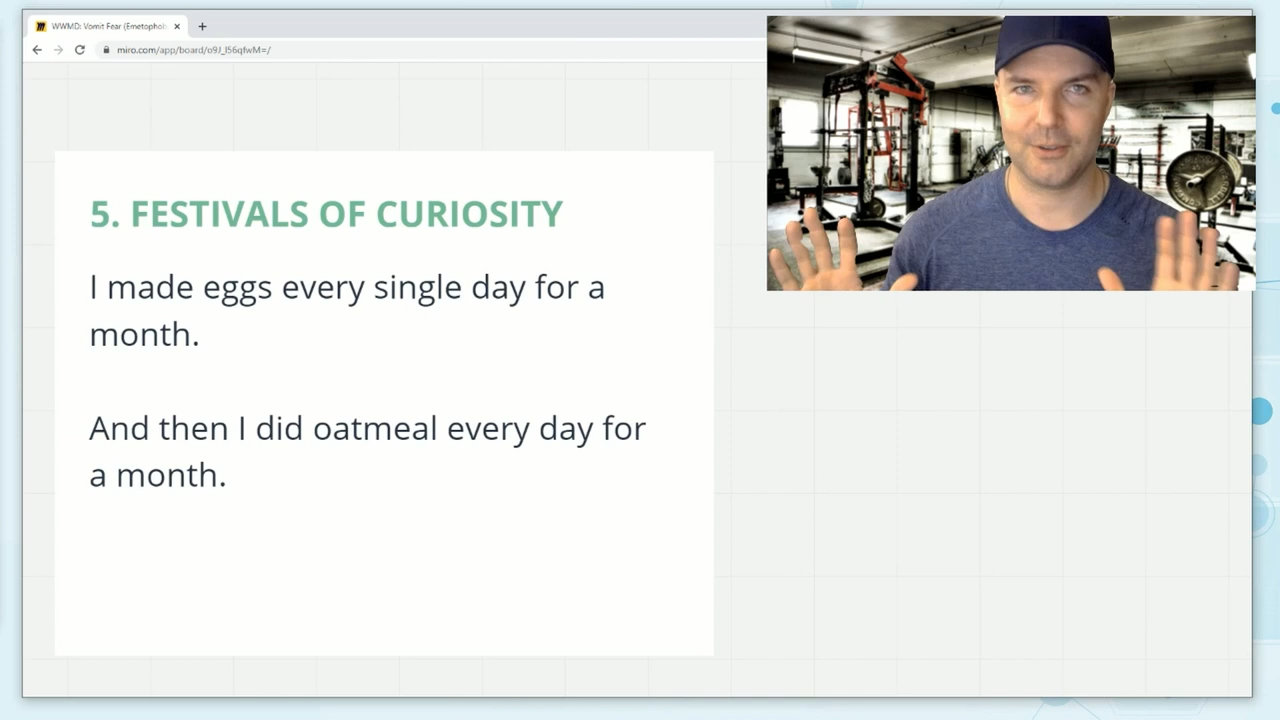 WWMD: Vomit Fear (Emetophob
miro.com/app/board/o9J_l56qfwM=/
5. FESTIVALS OF CURIOSITY
I made eggs every single day for a
month.
And then I did oatmeal every day for
a month.